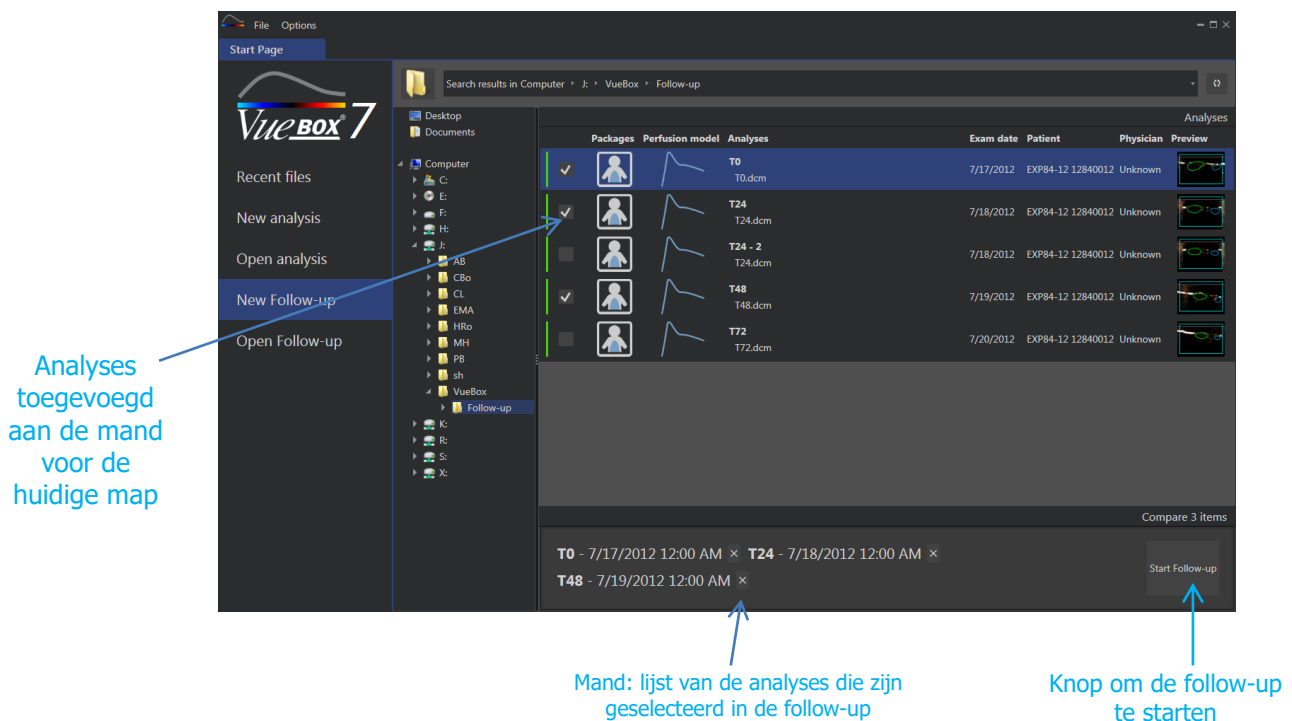 File Options
Start Page
VueBOX® 7
Search results in Computer J: VueBox Follow-up
Recent files
New analysis
Open analysis
New Follow-up
Open Follow-up
Desktop
Documents
Computer
C:
E:
F:
H:
J:
AB
CBo
CL
EMA
HRo
MH
PB
sh
VueBox
Follow-up
K:
R:
S:
X:
Analyses
Packages Perfusion model Analyses Exam date Patient Physician Preview
T0
T0.dcm
7/17/2012 EXP84-12 12840012 Unknown
T24
T24.dcm
7/18/2012 EXP84-12 12840012 Unknown
T24 - 2
T24.dcm
7/18/2012 EXP84-12 12840012 Unknown
T48
T48.dcm
7/19/2012 EXP84-12 12840012 Unknown
T72
T72.dcm
7/20/2012 EXP84-12 12840012 Unknown
Compare 3 items
T0 - 7/17/2012 12:00 AM × T24 - 7/18/2012 12:00 AM ×
T48 - 7/19/2012 12:00 AM ×
Start Follow-up
Analyses
toegevoegd
aan de mand
voor de
huidige map
Mand: lijst van de analyses die zijn
geselecteerd in de follow-up
Knop om de follow-up
te starten